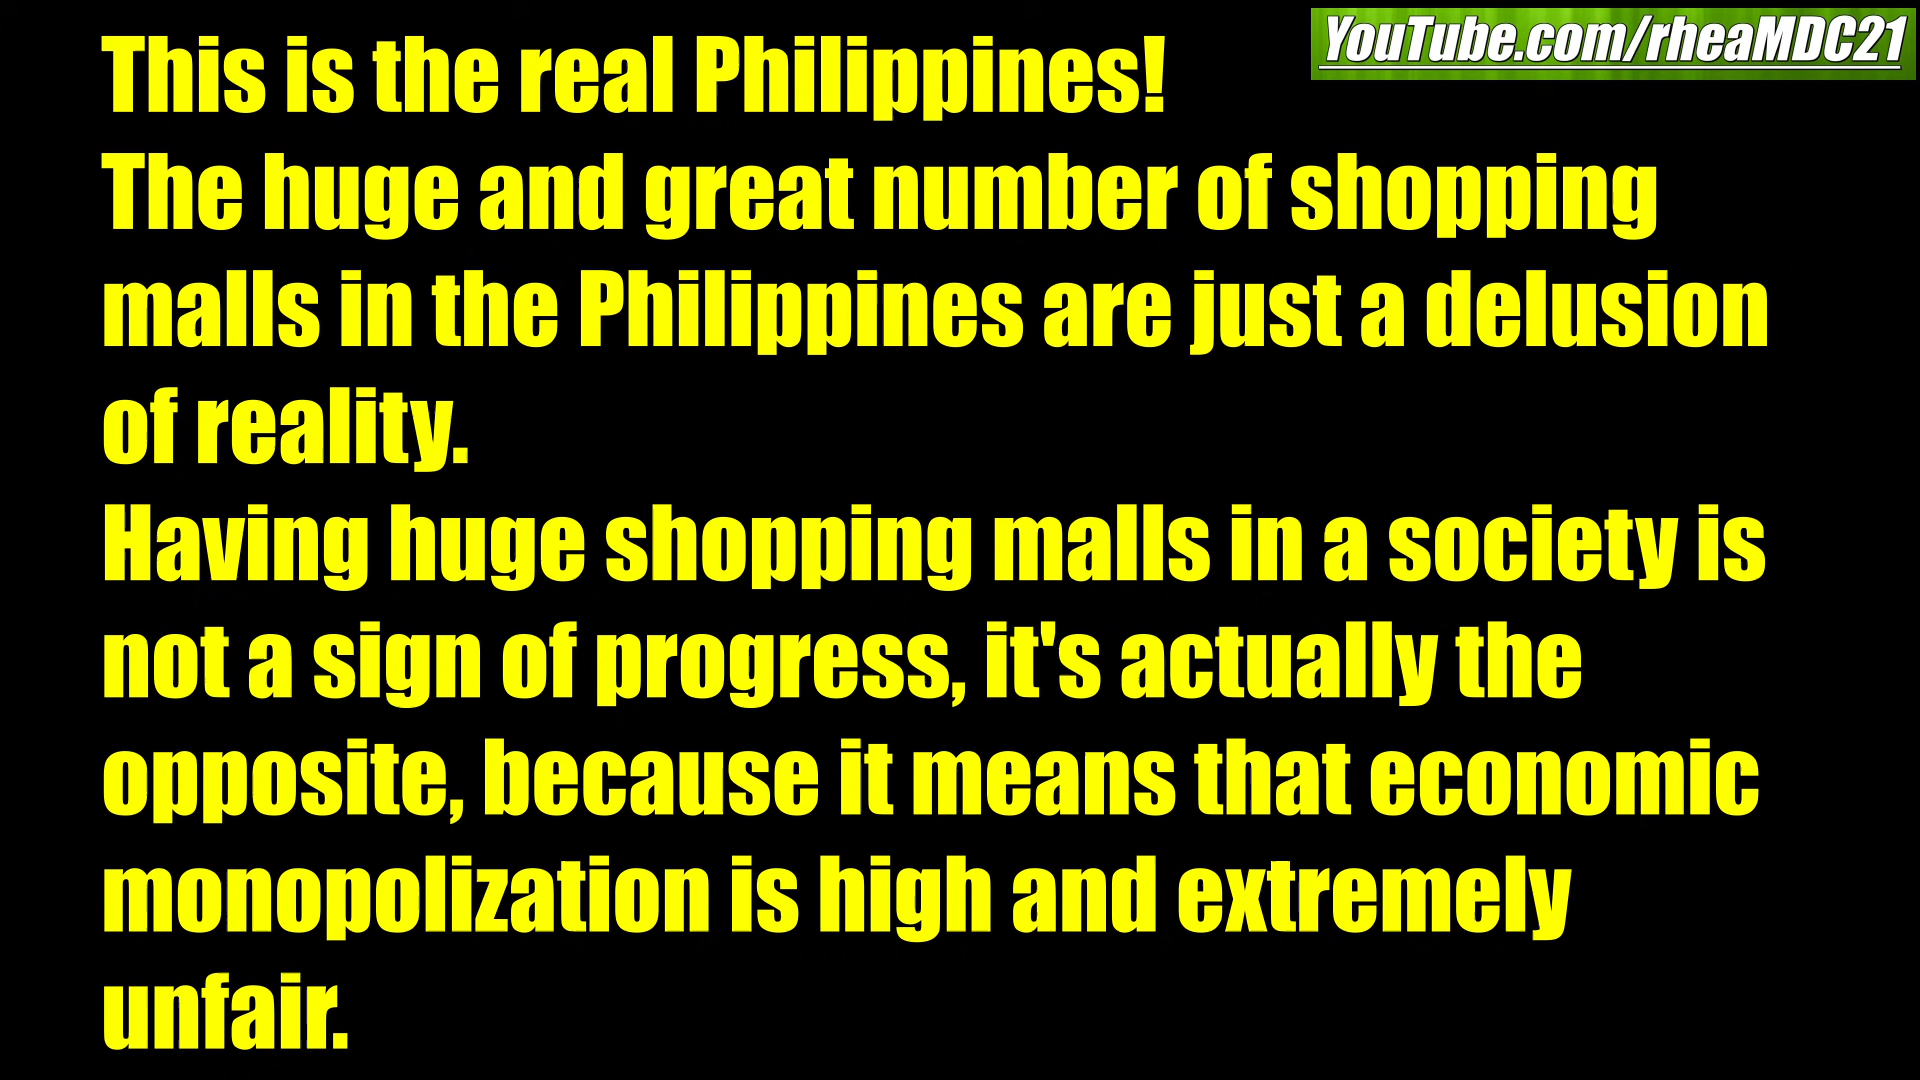 YouTube.com/rheaMDC21
This is the real Philippines!
The huge and great number of shopping
malls in the Philippines are just a delusion
of reality.
Having huge shopping malls in a society is
not a sign of progress, it's actually the
opposite, because it means that economic
monopolization is high and extremely
unfair.